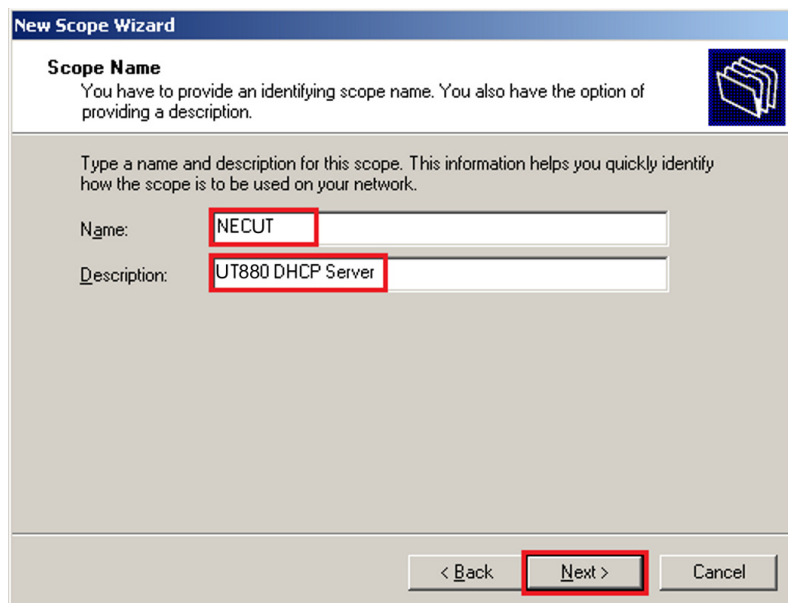 New Scope Wizard
Scope Name
You have to provide an identifying scope name. You also have the option of
providing a description.
Type a name and description for this scope. This information helps you quickly identify
how the scope is to be used on your network.
Name: NECUT
Description: UT880 DHCP Server
< Back Next > Cancel